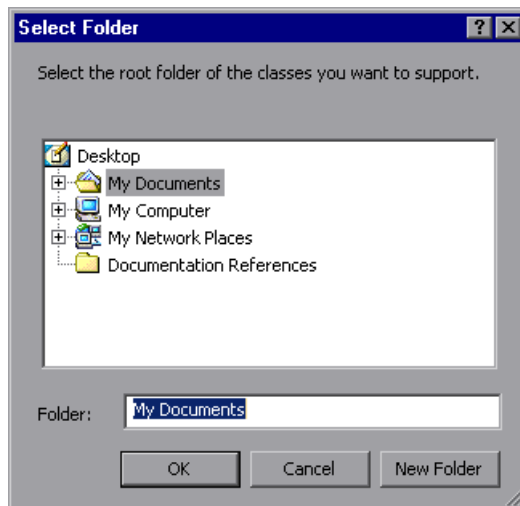 Select Folder
Select the root folder of the classes you want to support.
Desktop
My Documents
My Computer
My Network Places
Documentation References
Folder: My Documents
OK Cancel New Folder